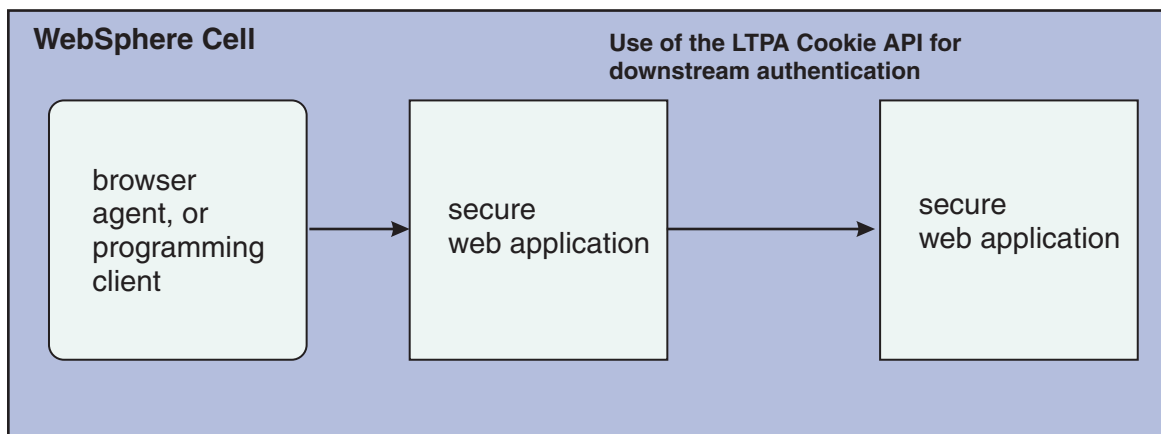 WebSphere Cell
Use of the LTPA Cookie API for
downstream authentication
browser
agent, or
programming
client
secure
web application
secure
web application